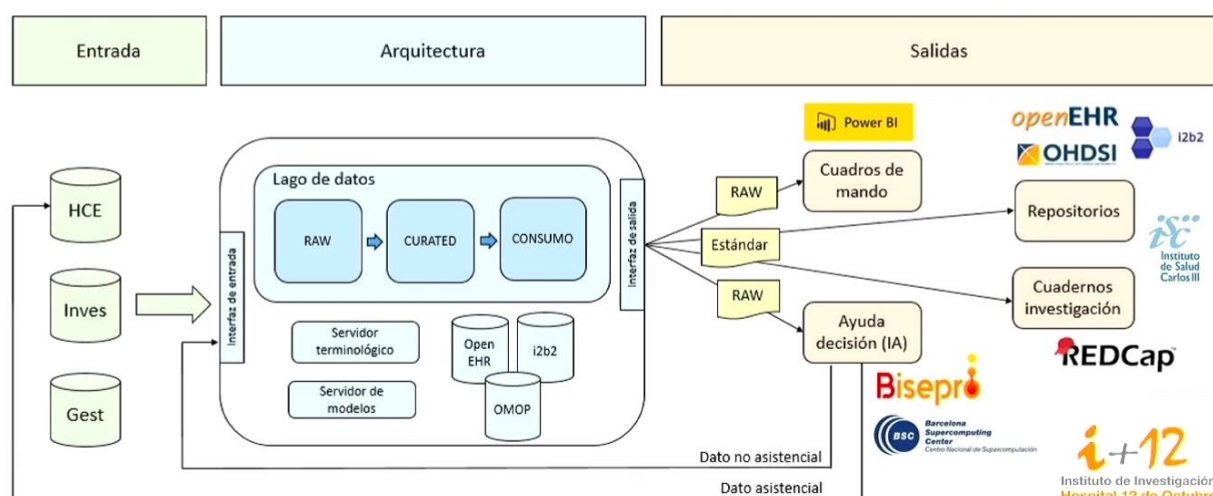 Entrada
Arquitectura
Salidas
Power BI
openEHR
OHDSI
i2b2
HCE
Inves
Gest
Interfaz de entrada
Lago de datos
RAW
CURATED
CONSUMO
Interfaz de salida
Servidor
terminológico
Servidor de
modelos
Open
EHR
i2b2
OMOP
RAW
Estándar
RAW
Cuadros de
mando
Repositorios
Cuadernos
investigación
Ayuda
decisión (IA)
isciii
Instituto
de Salud
Carlos III
REDCap
Bisepro
BSC
Barcelona
Supercomputing
Center
Centro Nacional de Supercomputación
Dato no asistencial
Dato asistencial
i+12
Instituto de Investigación
Hospital 12 de Octubre